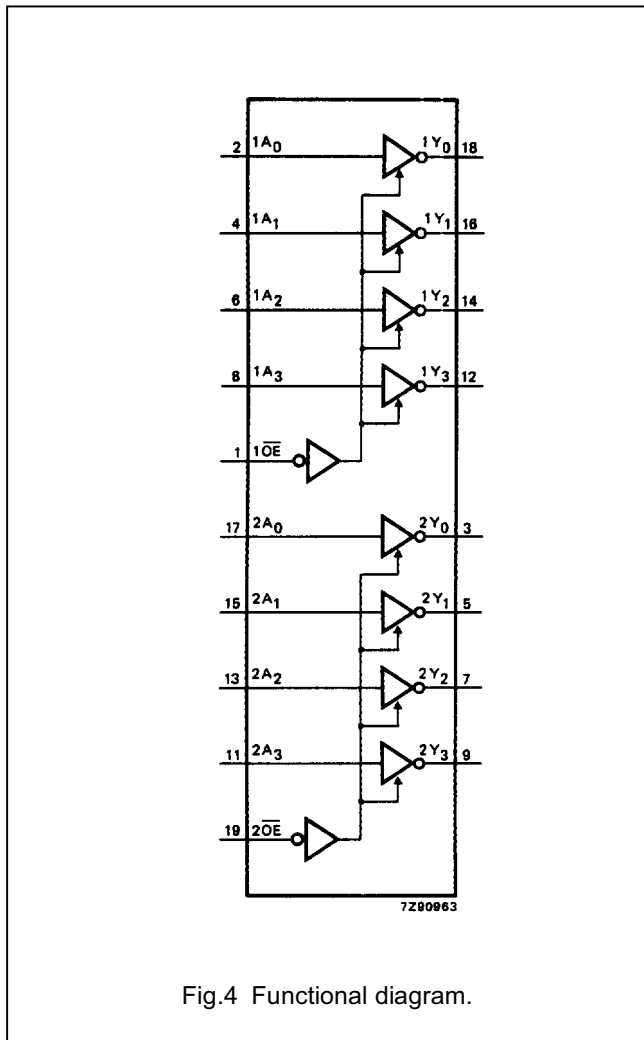 2 1A0 1Y0 18
4 1A1 1Y1 16
6 1A2 1Y2 14
8 1A3 1Y3 12
1 1O̅E̅
17 2A0 2Y0 3
15 2A1 2Y1 5
13 2A2 2Y2 7
11 2A3 2Y3 9
19 2O̅E̅
7Z90963
Fig.4 Functional diagram.